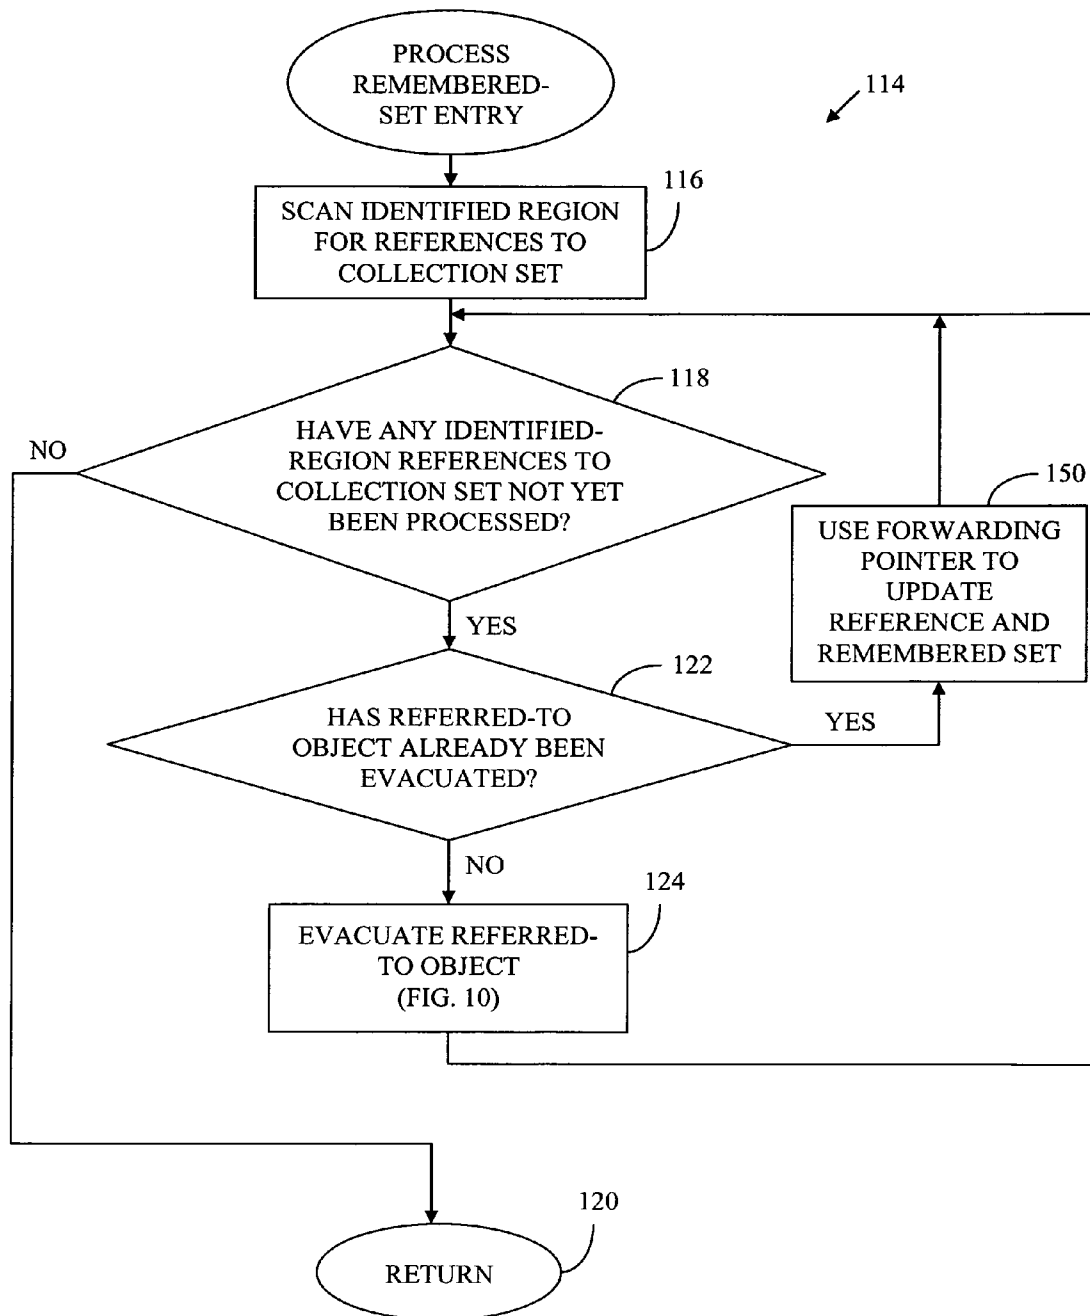 PROCESS
REMEMBERED-
SET ENTRY
114
116
SCAN IDENTIFIED REGION
FOR REFERENCES TO
COLLECTION SET
118
NO
HAVE ANY IDENTIFIED-
REGION REFERENCES TO
COLLECTION SET NOT YET
BEEN PROCESSED?
150
USE FORWARDING
POINTER TO
UPDATE
REFERENCE AND
REMEMBERED SET
YES
122
HAS REFERRED-TO
OBJECT ALREADY BEEN
EVACUATED?
YES
NO
124
EVACUATE REFERRED-
TO OBJECT
(FIG. 10)
120
RETURN